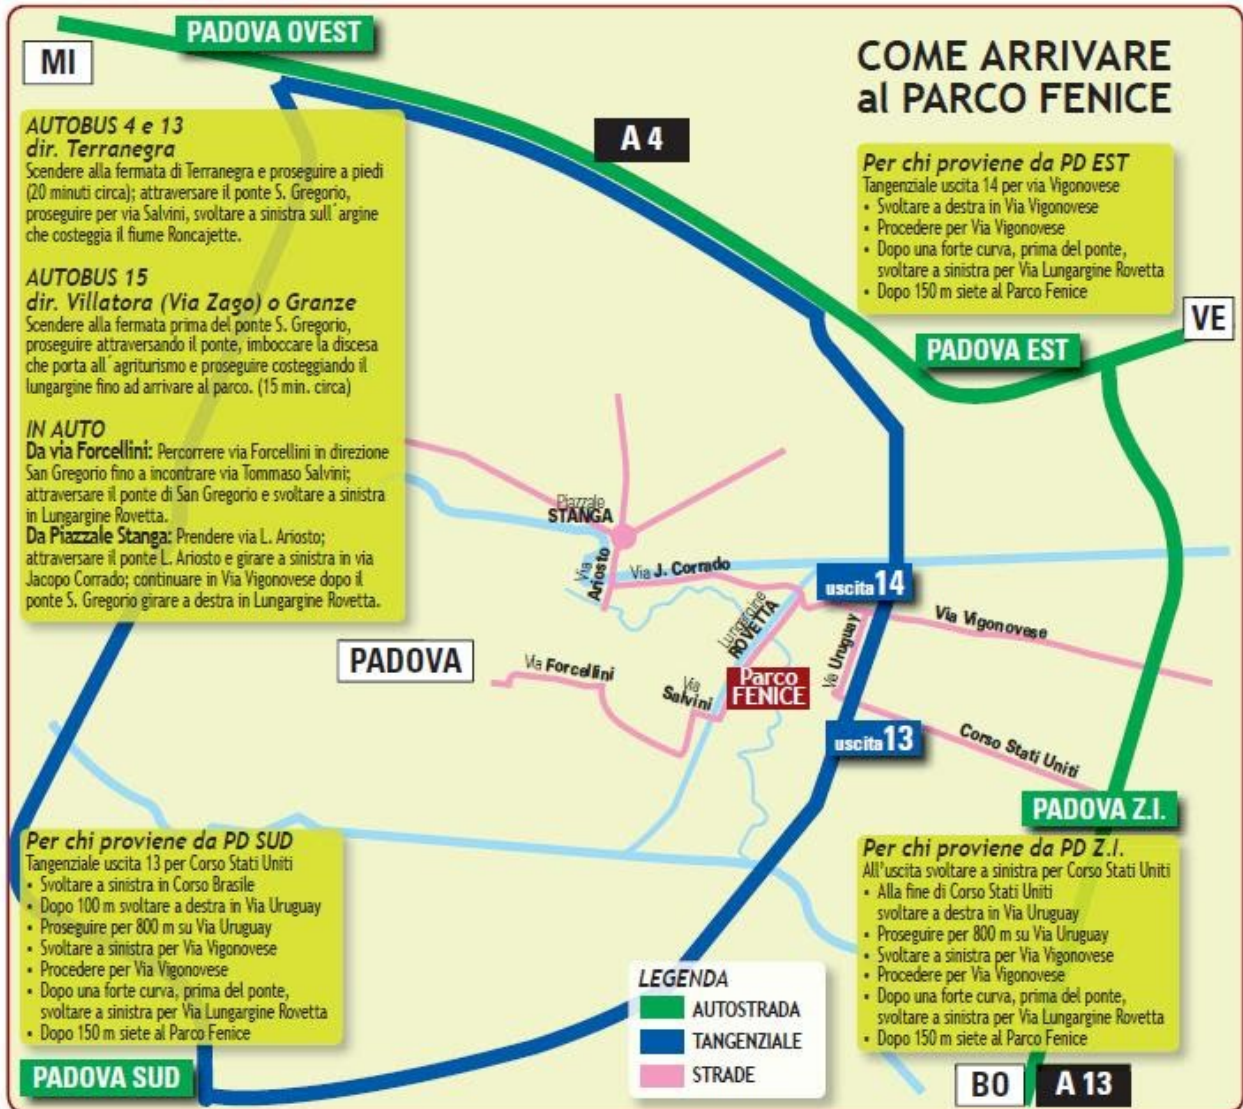 PADOVA OVEST
MI
COME ARRIVARE
al PARCO FENICE
A 4
AUTOBUS 4 e 13
dir. Terranegra
Scendere alla fermata di Terranegra e proseguire a piedi
(20 minuti circa); attraversare il ponte S. Gregorio,
proseguire per via Salvini, svoltare a sinistra sull´argine
che costeggia il fiume Roncajette.
AUTOBUS 15
dir. Villatora (Via Zago) o Granze
Scendere alla fermata prima del ponte S. Gregorio,
proseguire attraversando il ponte, imboccare la discesa
che porta all´agriturismo e proseguire costeggiando il
lungargine fino ad arrivare al parco. (15 min. circa)
IN AUTO
Da via Forcellini: Percorrere via Forcellini in direzione
San Gregorio fino a incontrare via Tommaso Salvini;
attraversare il ponte di San Gregorio e svoltare a sinistra
in Lungargine Rovetta.
Da Piazzale Stanga: Prendere via L. Ariosto;
attraversare il ponte L. Ariosto e girare a sinistra in via
Jacopo Corrado; continuare in Via Vigonovese dopo il
ponte S. Gregorio girare a destra in Lungargine Rovetta.
Per chi proviene da PD EST
Tangenziale uscita 14 per via Vigonovese
• Svoltare a destra in Via Vigonovese
• Procedere per Via Vigonovese
• Dopo una forte curva, prima del ponte,
svoltare a sinistra per Via Lungargine Rovetta
• Dopo 150 m siete al Parco Fenice
VE
PADOVA EST
Piazzale
STANGA
Via
Ariosto
Via J. Corrado
Lungargine
ROVETTA
uscita 14
Via Vigonovese
PADOVA
Via Forcellini
Via
Salvini
Parco
FENICE
Va Uruguay
uscita 13
Corso Stati Uniti
PADOVA Z.I.
Per chi proviene da PD SUD
Tangenziale uscita 13 per Corso Stati Uniti
• Svoltare a sinistra in Corso Brasile
• Dopo 100 m svoltare a destra in Via Uruguay
• Proseguire per 800 m su Via Uruguay
• Svoltare a sinistra per Via Vigonovese
• Procedere per Via Vigonovese
• Dopo una forte curva, prima del ponte,
svoltare a sinistra per Via Lungargine Rovetta
• Dopo 150 m siete al Parco Fenice
PADOVA SUD
LEGENDA
AUTOSTRADA
TANGENZIALE
STRADE
Per chi proviene da PD Z.I.
All'uscita svoltare a sinistra per Corso Stati Uniti
• Alla fine di Corso Stati Uniti
svoltare a destra in Via Uruguay
• Proseguire per 800 m su Via Uruguay
• Svoltare a sinistra per Via Vigonovese
• Procedere per Via Vigonovese
• Dopo una forte curva, prima del ponte,
svoltare a sinistra per Via Lungargine Rovetta
• Dopo 150 m siete al Parco Fenice
BO
A 13